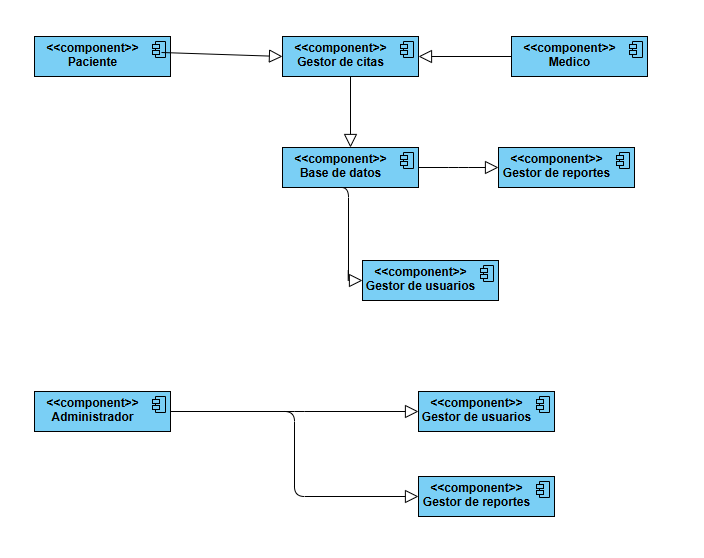 <<component>>
Paciente
<<component>>
Gestor de citas
<<component>>
Medico
<<component>>
Base de datos
<<component>>
Gestor de reportes
<<component>>
Gestor de usuarios
<<component>>
Administrador
<<component>>
Gestor de usuarios
<<component>>
Gestor de reportes